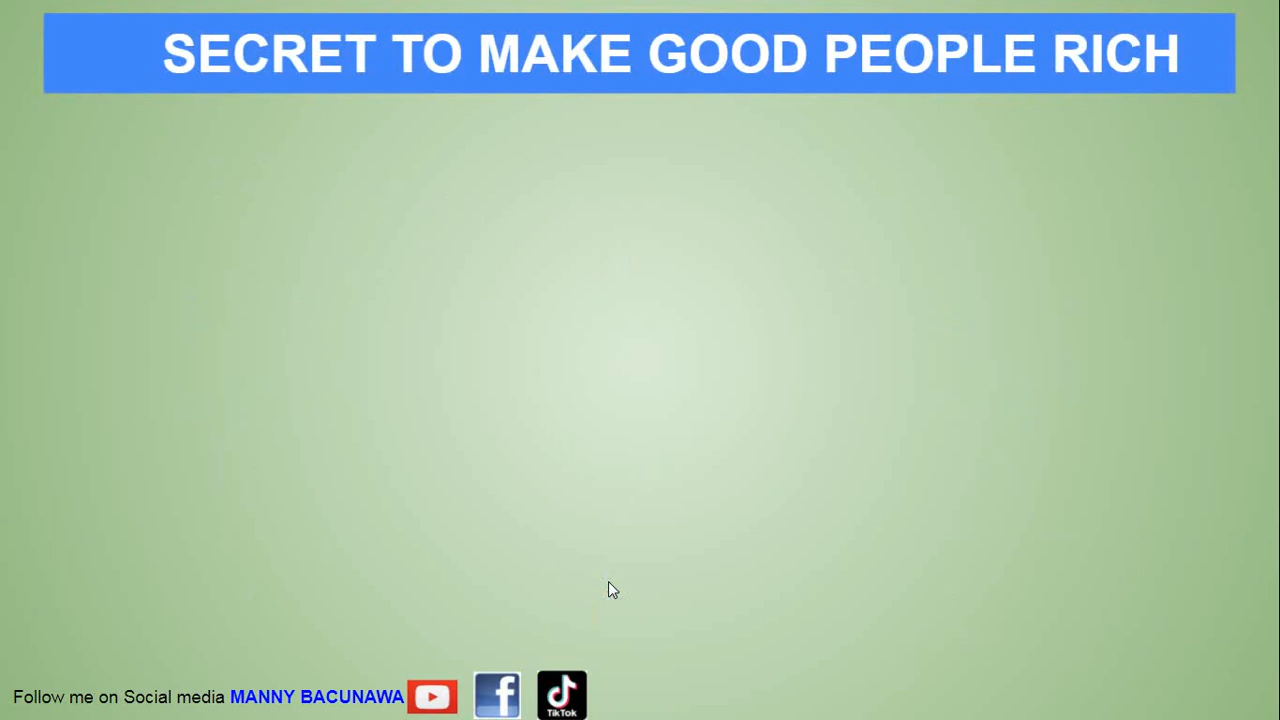 SECRET TO MAKE GOOD PEOPLE RICH
Follow me on Social media MANNY BACUNAWA
TikTok